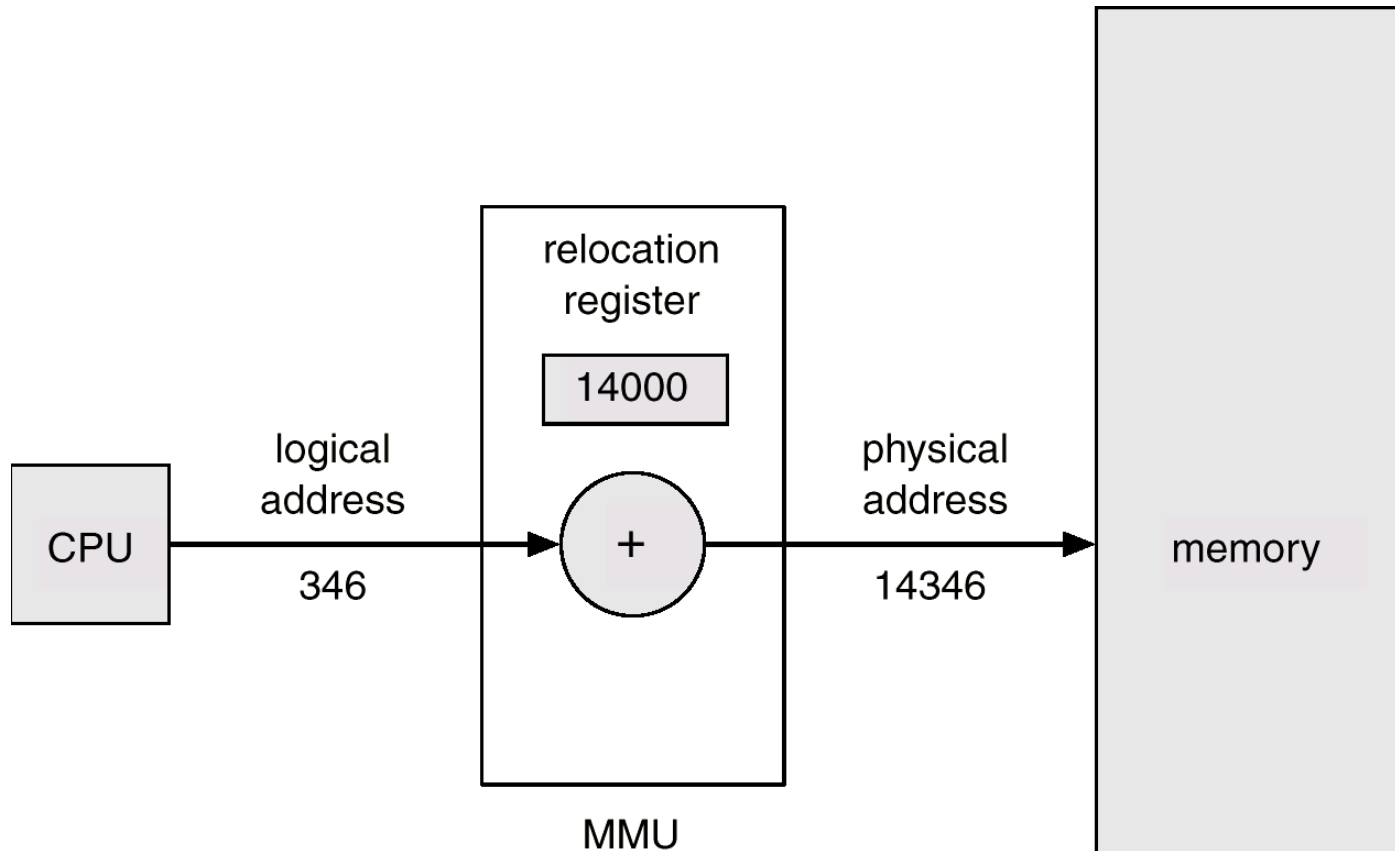 relocation
register
14000
logical
address
physical
address
CPU
+
memory
346
14346
MMU